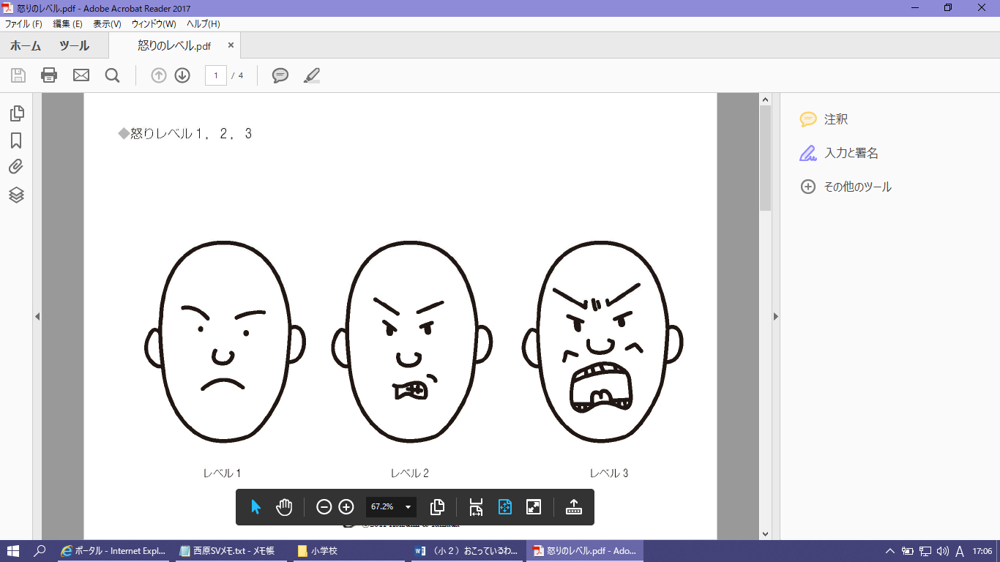 怒りのレベル.pdf - Adobe Acrobat Reader 2017
ファイル (F) 編集 (E) 表示(V) ウィンドウ(W) ヘルプ(H)
ホーム ツール 怒りのレベル.pdf ×
1 / 4
注釈
入力と署名
その他のツール
◆怒りレベル1，2，3
レベル1 レベル2 レベル3
67.2%
ポータル - Internet Expl... 西原SVメモ.txt - メモ帳 小学校 （小２）おこっているわ... 怒りのレベル.pdf - Ado... A 17:06